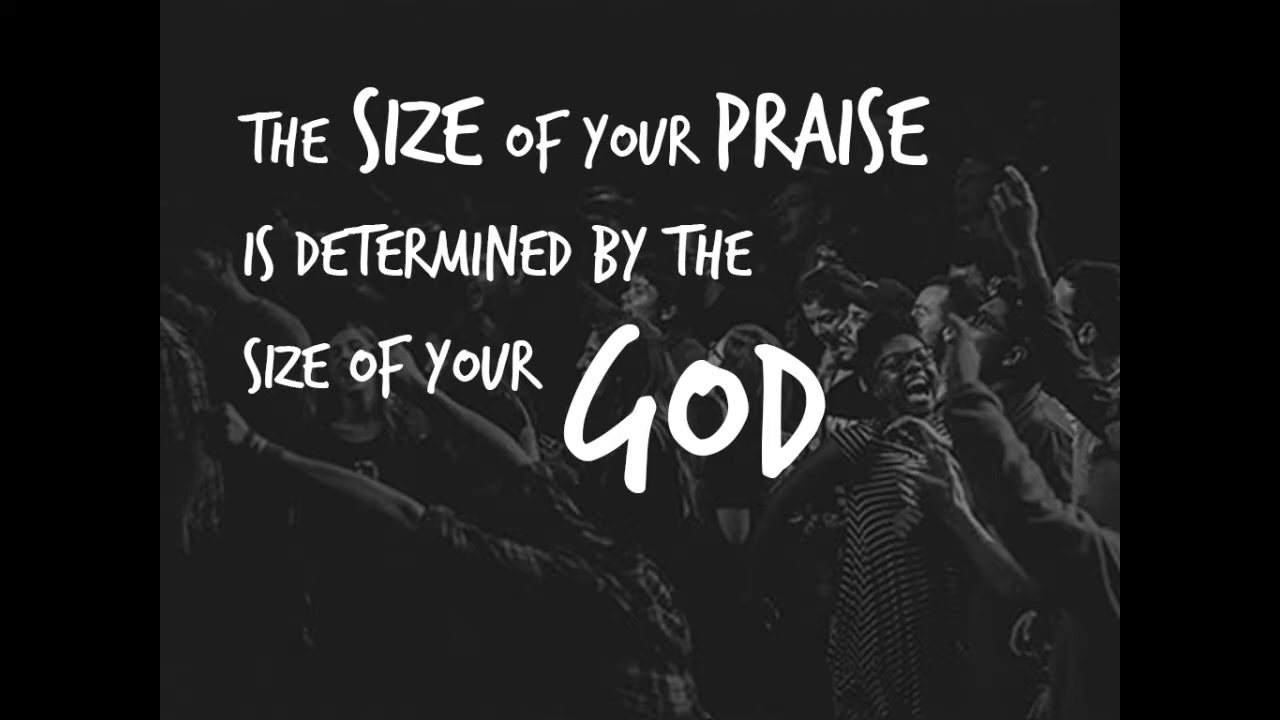 THE SIZE OF YOUR PRAISE
IS DETERMINED BY THE
SIZE OF YOUR GOD